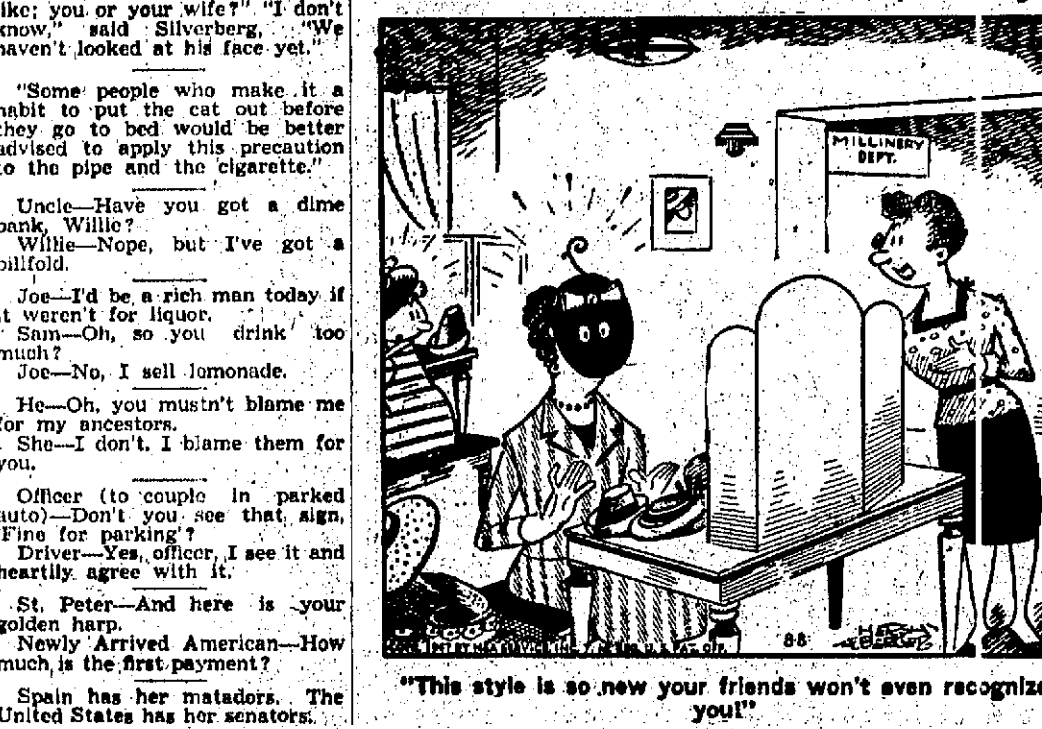 like; you or your wife?" "I don't
know," said Silverberg, "We
haven't looked at his face yet."
"Some people who make it a
habit to put the cat out before
they go to bed would be better
advised to apply this precaution
to the pipe and the cigarette."
Uncle—Have you got a dime
bank, Willie?
Willie—Nope, but I've got a
billfold.
Joe—I'd be a rich man today if
it weren't for liquor.
Sam—Oh, so you drink too
much?
Joe—No, I sell lemonade.
He—Oh, you mustn't blame me
for my ancestors.
She—I don't. I blame them for
you.
Officer (to couple in parked
auto)—Don't you see that sign,
'Fine for parking'?
Driver—Yes, officer, I see it and
heartily agree with it.
St. Peter—And here is your
golden harp.
Newly Arrived American—How
much is the first payment?
Spain has her matadors. The
United States has her senators.
MILLINERY
DEPT.
BY NEA SERVICE, INC. T. M. REG. U. S. PAT. OFF.
8-8
"This style is so new your friends won't even recognize
you!"